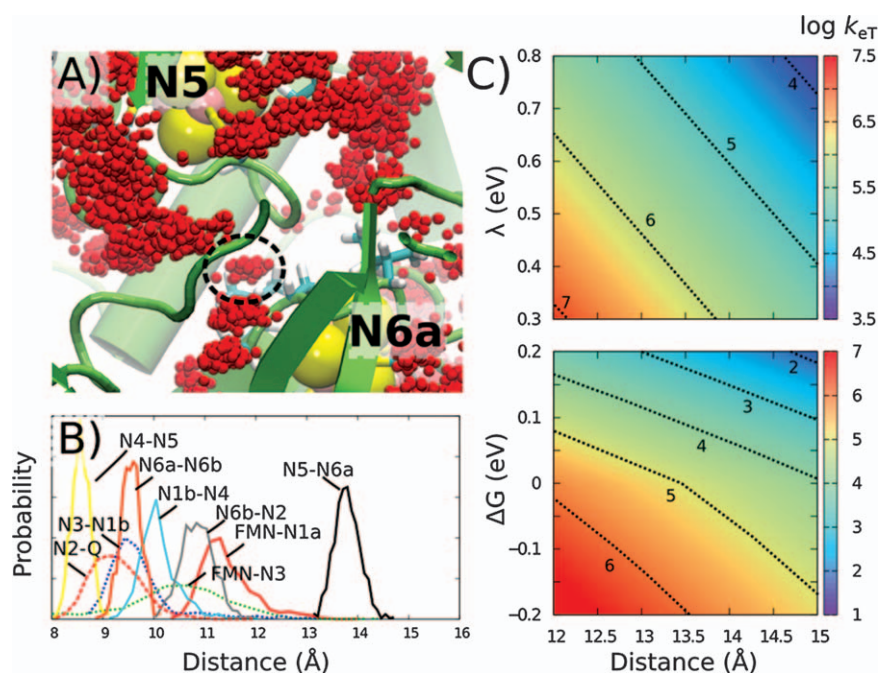 A)
N5
N6a
B)
N4-N5
N6a-N6b
N1b-N4
N6b-N2
FMN-N1a
N5-N6a
N3-N1b
N2-Q
FMN-N3
Probability
8 9 10 11 12 13 14 15 16
Distance (Å)
C)
log keT
0.8
0.7
0.6
0.5
0.4
0.3
λ (eV)
4
5
6
7
7.5
7
6.5
6
5.5
5
4.5
4
3.5
0.2
0.1
0
−0.1
−0.2
ΔG (eV)
2
3
4
5
6
7
6
5
4
3
2
1
12 12.5 13 13.5 14 14.5 15
Distance (Å)